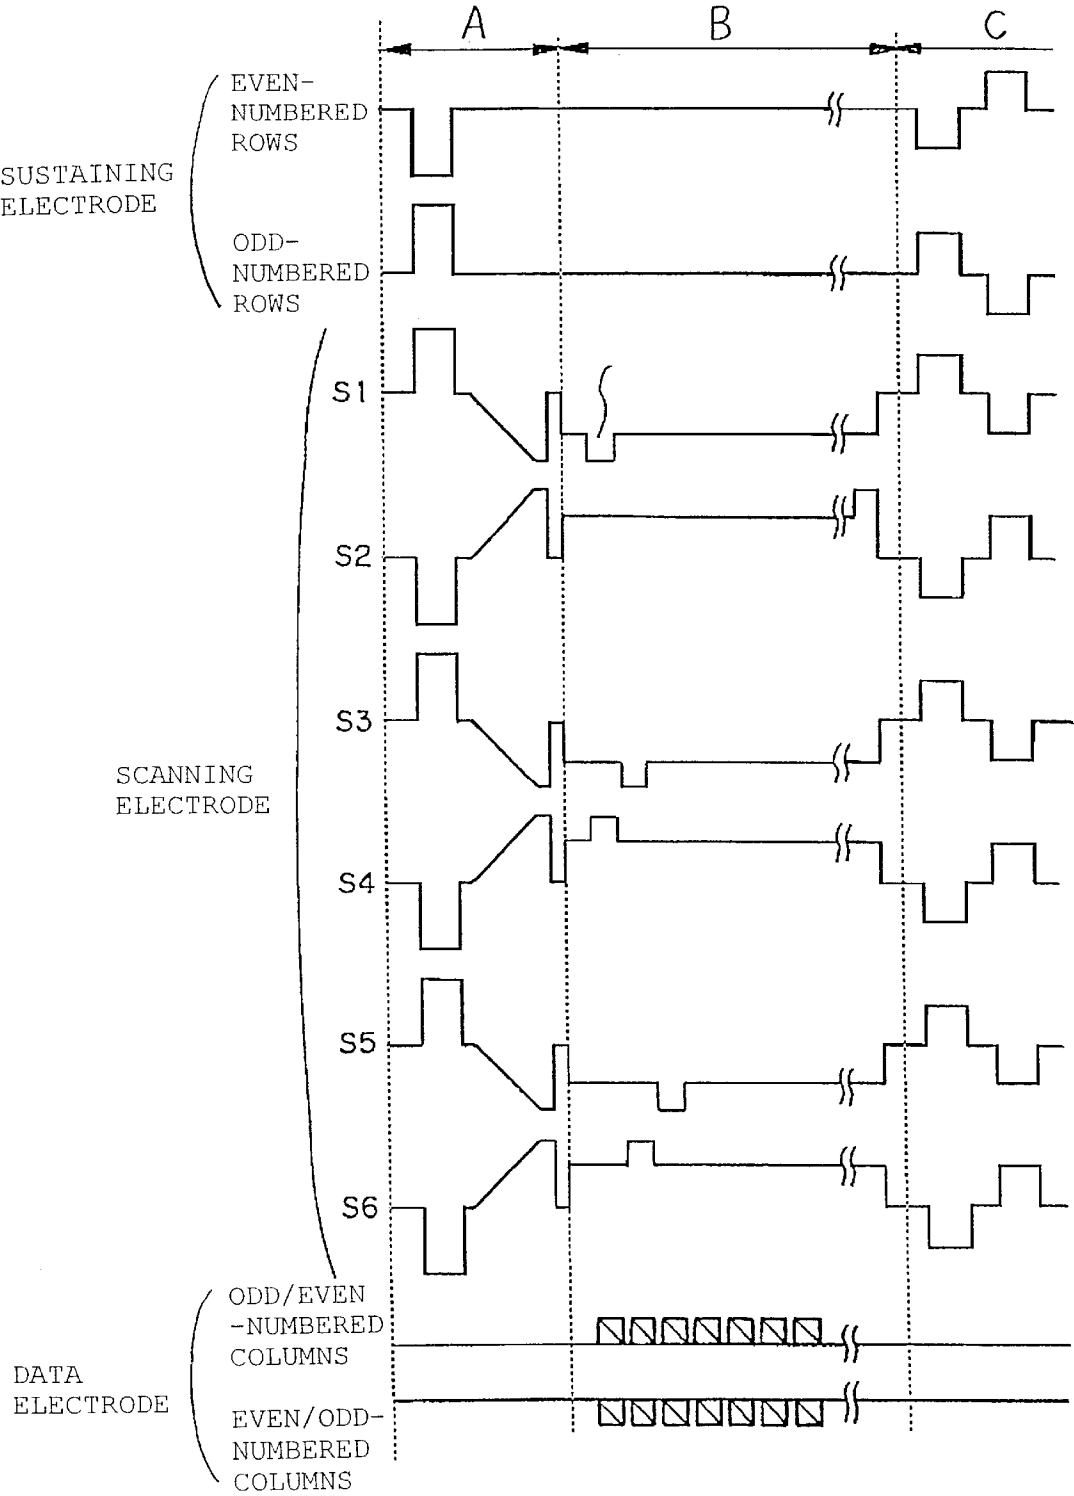 A
B
C
EVEN-
NUMBERED
ROWS
SUSTAINING
ELECTRODE
ODD-
NUMBERED
ROWS
S1
S2
S3
SCANNING
ELECTRODE
S4
S5
S6
ODD/EVEN
-NUMBERED
COLUMNS
DATA
ELECTRODE
EVEN/ODD-
NUMBERED
COLUMNS